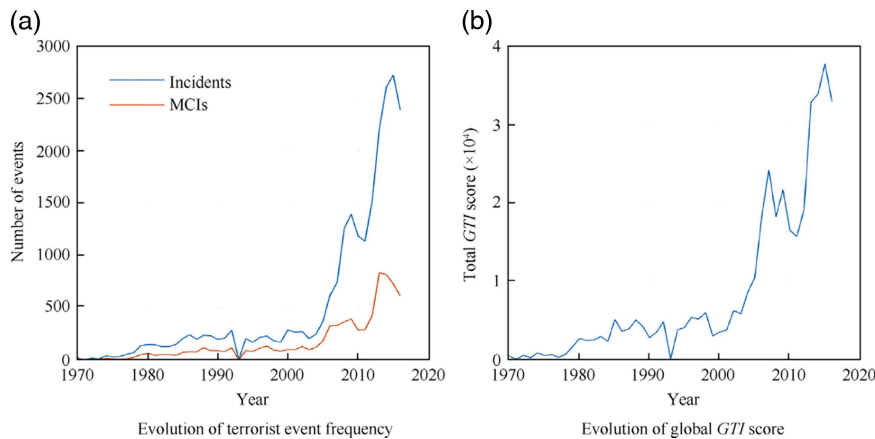 (a)
3000
2500
2000
1500
1000
500
0
Number of events
Incidents
MCIs
1970 1980 1990 2000 2010 2020
Year
Evolution of terrorist event frequency
(b)
4
3
2
1
0
Total GTI score (×10⁴)
1970 1980 1990 2000 2010 2020
Year
Evolution of global GTI score